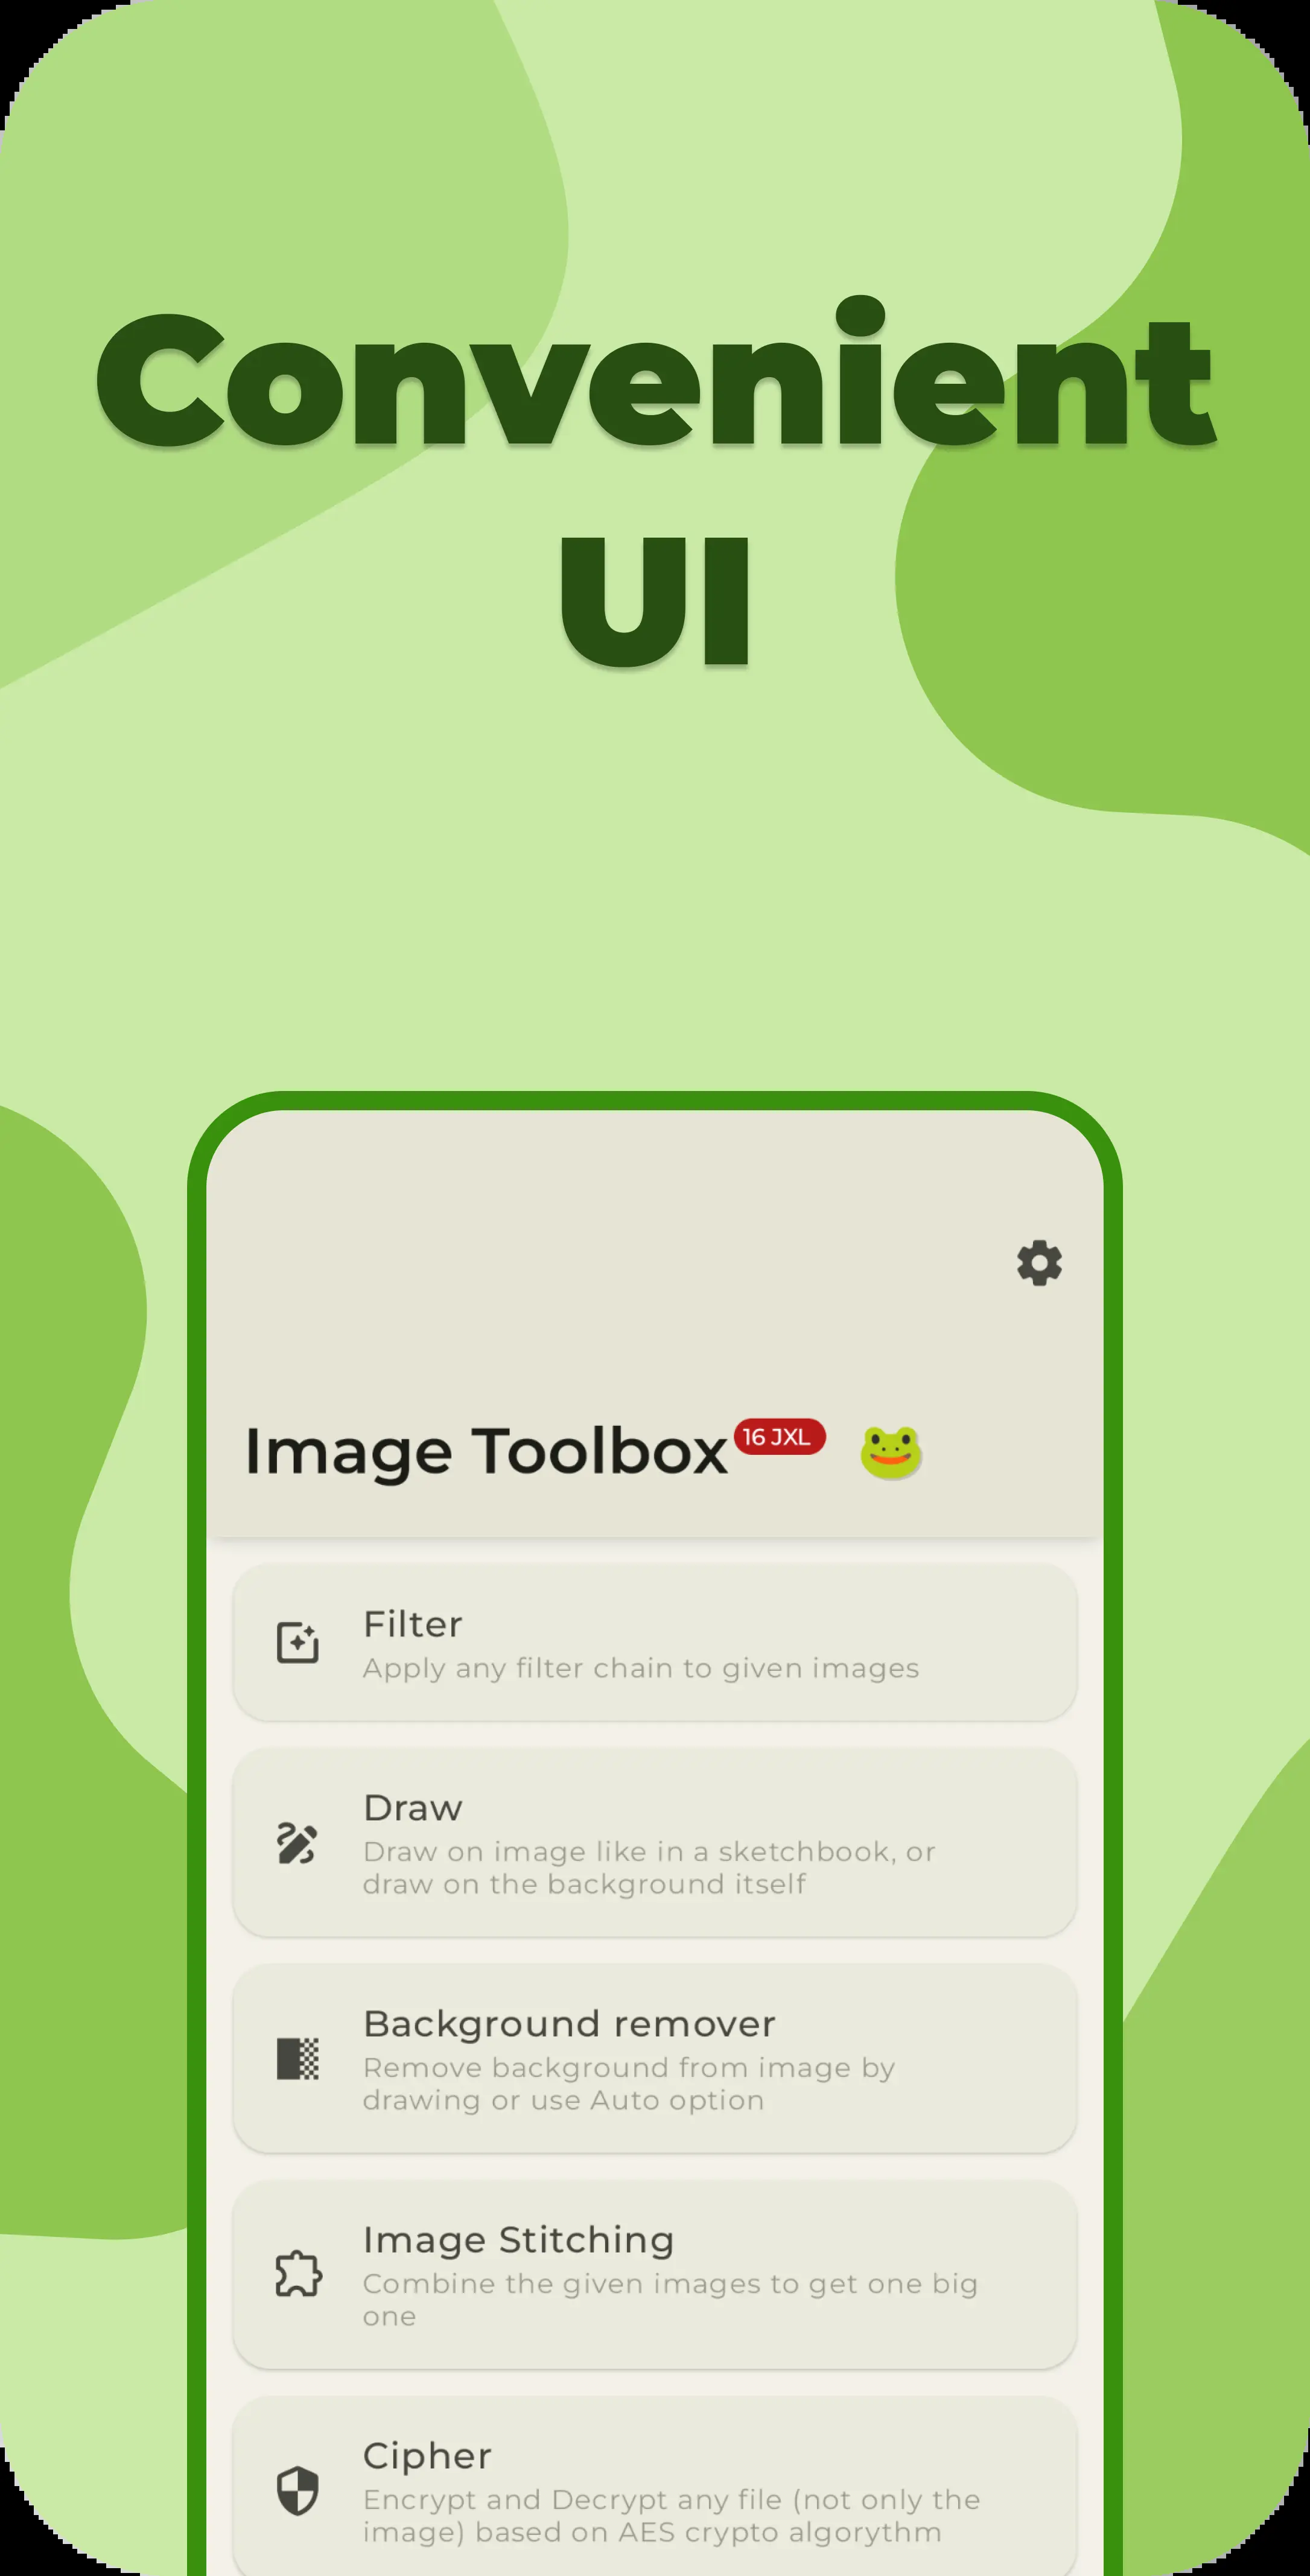 Convenient
UI
Image Toolbox 16 JXL
Filter
Apply any filter chain to given images
Draw
Draw on image like in a sketchbook, or
draw on the background itself
Background remover
Remove background from image by
drawing or use Auto option
Image Stitching
Combine the given images to get one big
one
Cipher
Encrypt and Decrypt any file (not only the
image) based on AES crypto algorythm